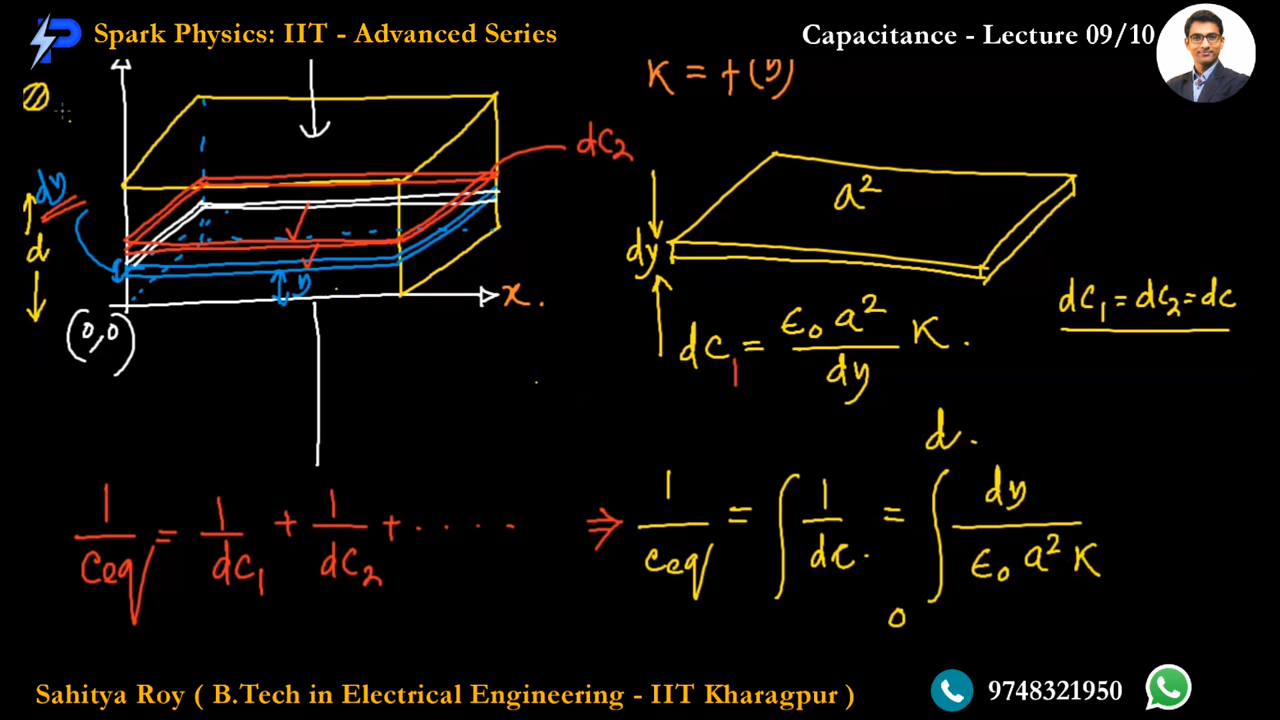 Spark Physics: IIT - Advanced Series
Capacitance - Lecture 09/10
K = f(y)
dC2
a²
dy
d
y
x.
(0,0)
dy
dC₁ = ε₀ a² / dy K.
dC₁ = dC₂ = dC
1/Ceq = 1/dC₁ + 1/dC₂ + ....
⇒ 1/Ceq = ∫ 1/dC. = ∫₀ᵈ dy / ε₀ a² K
Sahitya Roy ( B.Tech in Electrical Engineering - IIT Kharagpur )
9748321950